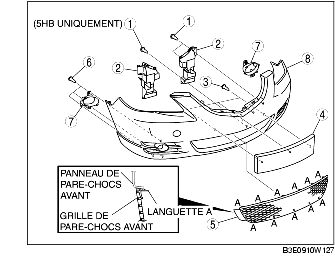 (5HB UNIQUEMENT) 1
1
2
2
7
8
6
3
7
4
PANNEAU DE
PARE-CHOCS
AVANT
LANGUETTE A
GRILLE DE
PARE-CHOCS AVANT
5
A A A A A
A A A A A
B3E0910W127